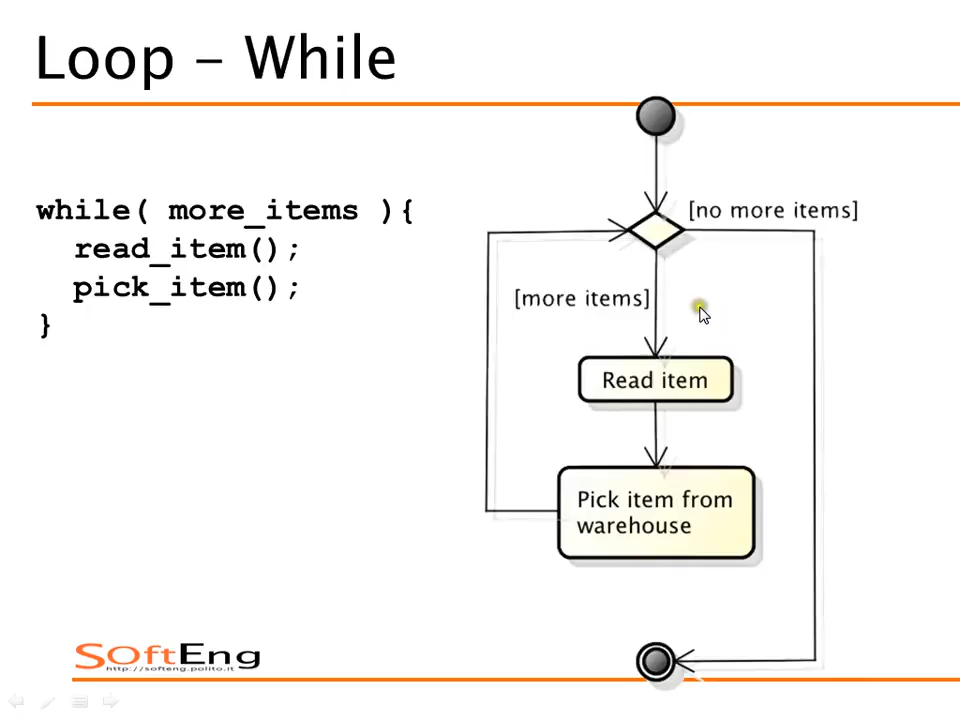 Loop – While
while( more_items ){
read_item();
pick_item();
}
[no more items]
[more items]
Read item
Pick item from
warehouse
SOftEng
http://softeng.polito.it